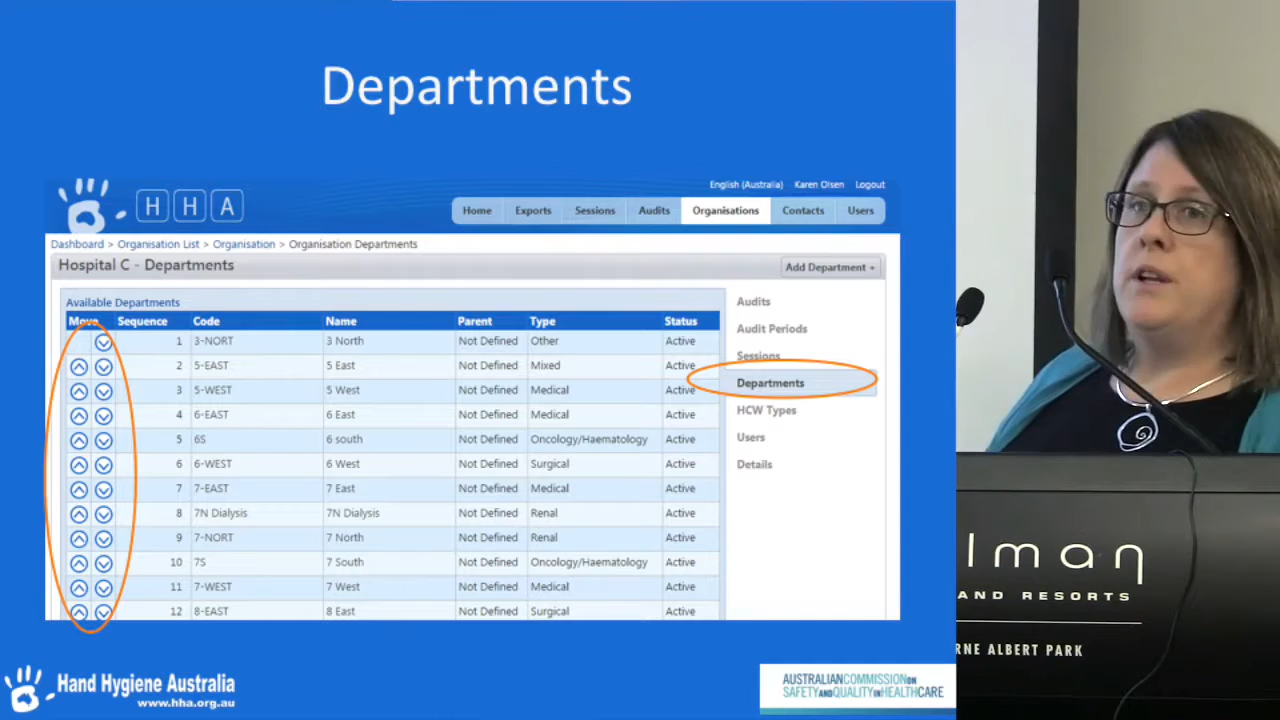 Departments
H H A
English (Australia) Karen Olsen Logout
Home Exports Sessions Audits Organisations Contacts Users
Dashboard > Organisation List > Organisation > Organisation Departments
Hospital C - Departments
Add Department +
Available Departments
Move Sequence Code Name Parent Type Status
1 3-NORT 3 North Not Defined Other Active
2 5-EAST 5 East Not Defined Mixed Active
3 5-WEST 5 West Not Defined Medical Active
4 6-EAST 6 East Not Defined Medical Active
5 6S 6 south Not Defined Oncology/Haematology Active
6 6-WEST 6 West Not Defined Surgical Active
7 7-EAST 7 East Not Defined Medical Active
8 7N Dialysis 7N Dialysis Not Defined Renal Active
9 7-NORT 7 North Not Defined Renal Active
10 7S 7 South Not Defined Oncology/Haematology Active
11 7-WEST 7 West Not Defined Medical Active
12 8-EAST 8 East Not Defined Surgical Active
Audits
Audit Periods
Sessions
Departments
HCW Types
Users
Details
Hand Hygiene Australia
www.hha.org.au
AUSTRALIAN COMMISSION ON
SAFETY AND QUALITY IN HEALTH CARE
lman
AND RESORTS
RNE ALBERT PARK